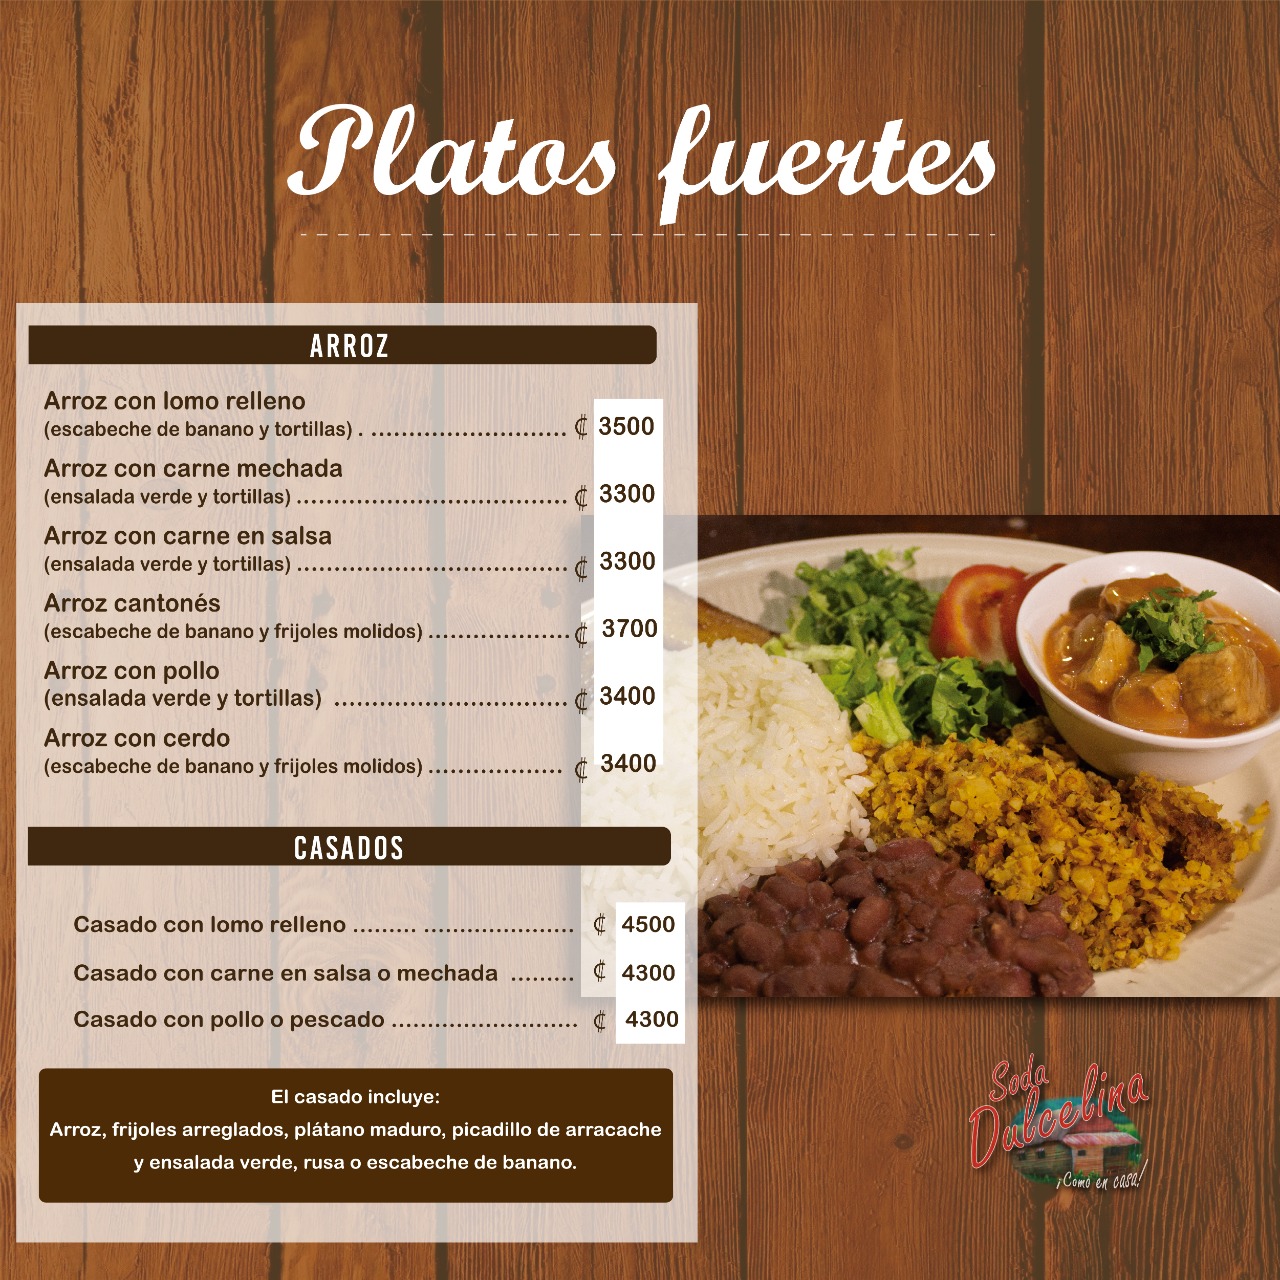 Platos fuertes
ARROZ
Arroz con lomo relleno
(escabeche de banano y tortillas) . .......................... ₡ 3500
Arroz con carne mechada
(ensalada verde y tortillas) .................................... ₡ 3300
Arroz con carne en salsa
(ensalada verde y tortillas) .................................... ₡ 3300
Arroz cantonés
(escabeche de banano y frijoles molidos) ................... ₡ 3700
Arroz con pollo
(ensalada verde y tortillas) ............................... ₡ 3400
Arroz con cerdo
(escabeche de banano y frijoles molidos) .................. ₡ 3400
CASADOS
Casado con lomo relleno ......... ..................... ₡ 4500
Casado con carne en salsa o mechada ......... ₡ 4300
Casado con pollo o pescado .......................... ₡ 4300
El casado incluye:
Arroz, frijoles arreglados, plátano maduro, picadillo de arracache
y ensalada verde, rusa o escabeche de banano.
Soda
Dulcelina
¡Como en casa!